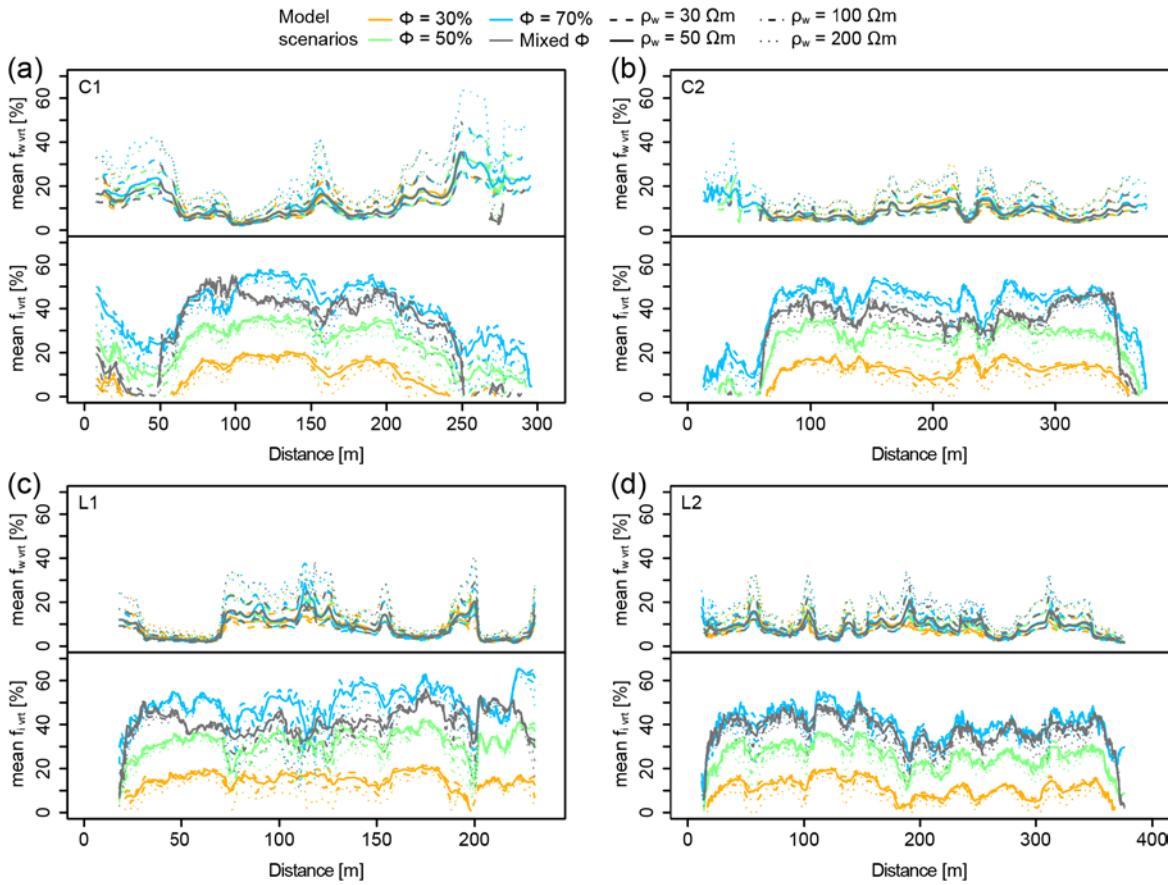 Model Φ = 30% Φ = 70% ρw = 30 Ωm ρw = 100 Ωm
scenarios Φ = 50% Mixed Φ ρw = 50 Ωm ρw = 200 Ωm
(a)
C1
mean fw vrt [%]
0 20 40 60
mean fi vrt [%]
0 20 40 60
0 50 100 150 200 250 300
Distance [m]
(b)
C2
mean fw vrt [%]
0 20 40 60
mean fi vrt [%]
0 20 40 60
0 100 200 300
Distance [m]
(c)
L1
mean fw vrt [%]
0 20 40 60
mean fi vrt [%]
0 20 40 60
0 50 100 150 200
Distance [m]
(d)
L2
mean fw vrt [%]
0 20 40 60
mean fi vrt [%]
0 20 40 60
0 100 200 300 400
Distance [m]